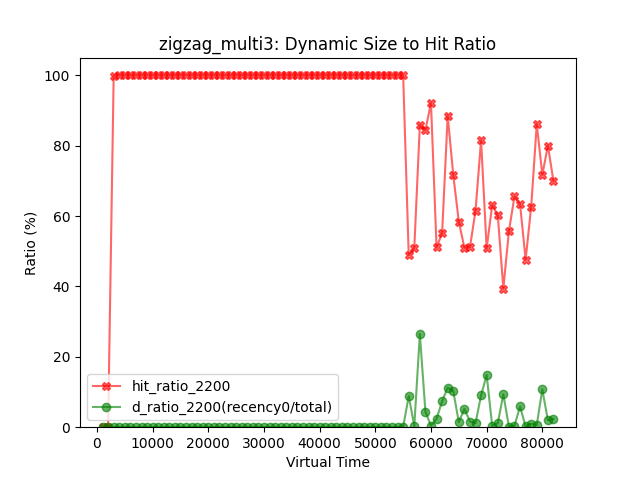 zigzag_multi3: Dynamic Size to Hit Ratio
Ratio (%)
100
80
60
40
20
0
hit_ratio_2200
d_ratio_2200(recency0/total)
0 10000 20000 30000 40000 50000 60000 70000 80000
Virtual Time